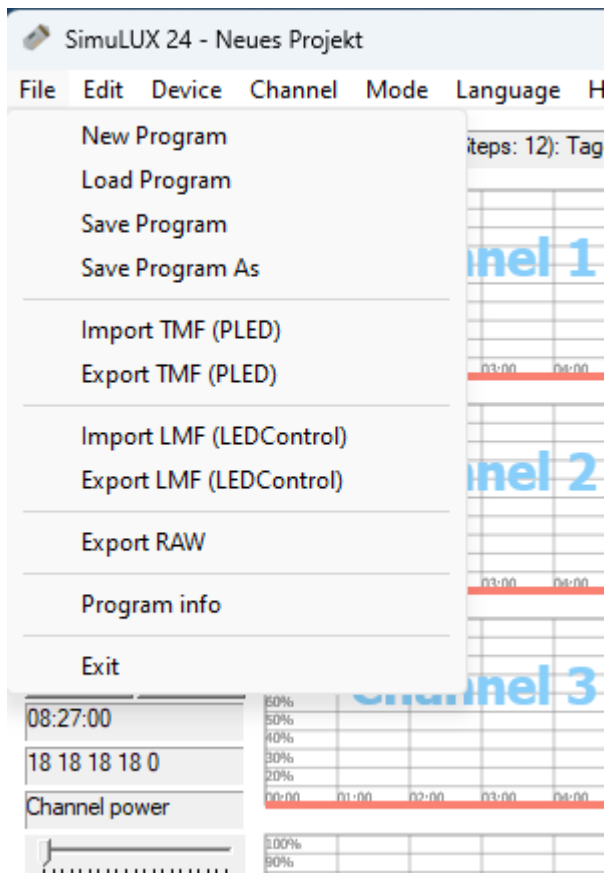 SimuLUX 24 - Neues Projekt
File Edit Device Channel Mode Language H
New Program
Load Program
Save Program
Save Program As
Import TMF (PLED)
Export TMF (PLED)
Import LMF (LEDControl)
Export LMF (LEDControl)
Export RAW
Program info
Exit
Steps: 12): Tag
nnel 1
03:00 04:00
nnel 2
03:00 04:00
Channel 3
60%
50%
40%
30%
20%
00:00 01:00 02:00 03:00 04:00
08:27:00
18 18 18 18 0
Channel power
100%
90%